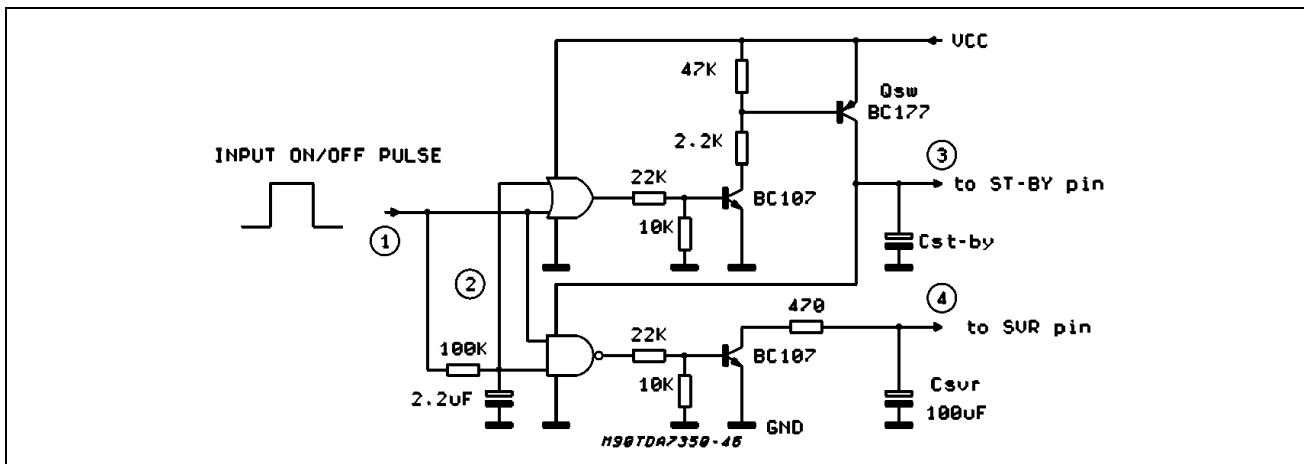 VCC
47K
Qsw
BC177
2.2K
INPUT ON/OFF PULSE
3
22K
to ST-BY pin
BC107
10K
1
Cst-by
2
4
470
to SVR pin
22K
100K
BC107
10K
Csvr
2.2uF
100uF
GND
M90TDA7350-46